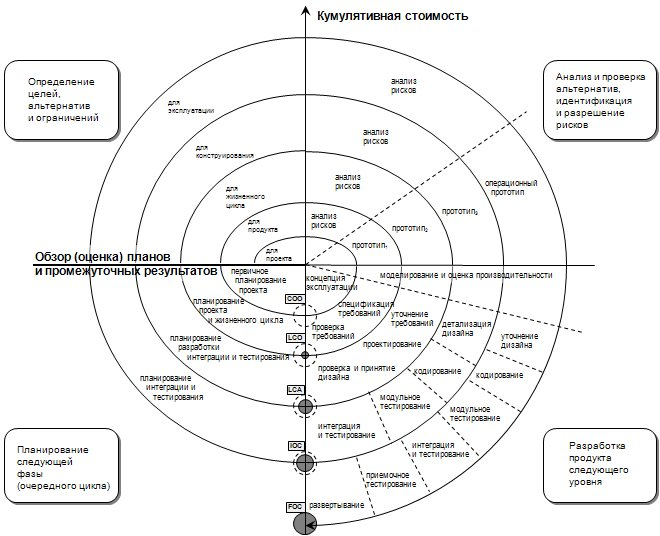 Кумулятивная стоимость
Определение
целей,
альтернатив
и ограничений
Анализ и проверка
альтернатив,
идентификация
и разрешение
рисков
анализ
рисков
для
эксплуатации
анализ
рисков
для
конструирования
анализ
рисков
операционный
прототип
для
жизненного
цикла
анализ
рисков
прототип₂
прототип₃
для
продукта
прототип₁
для
проекта
Обзор (оценка) планов
и промежуточных результатов
первичное
планирование
проекта
концепция
эксплуатации
моделирование и оценка производительности
COO
планирование
проекта
и жизненного цикла
спецификация
требований
уточнение
требований
детализация
дизайна
уточнение
дизайна
LCO
проверка
требований
проектирование
планирование
разработки
интеграции и тестирования
проверка и принятие
дизайна
кодирование
кодирование
планирование
интеграции и
тестирования
LCA
модульное
тестирование
модульное
тестирование
интеграция
и тестирование
интеграция
и тестирование
IOC
приемочное
тестирование
FOC
развертывание
Планирование
следующей
фазы
(очередного цикла)
Разработка
продукта
следующего
уровня